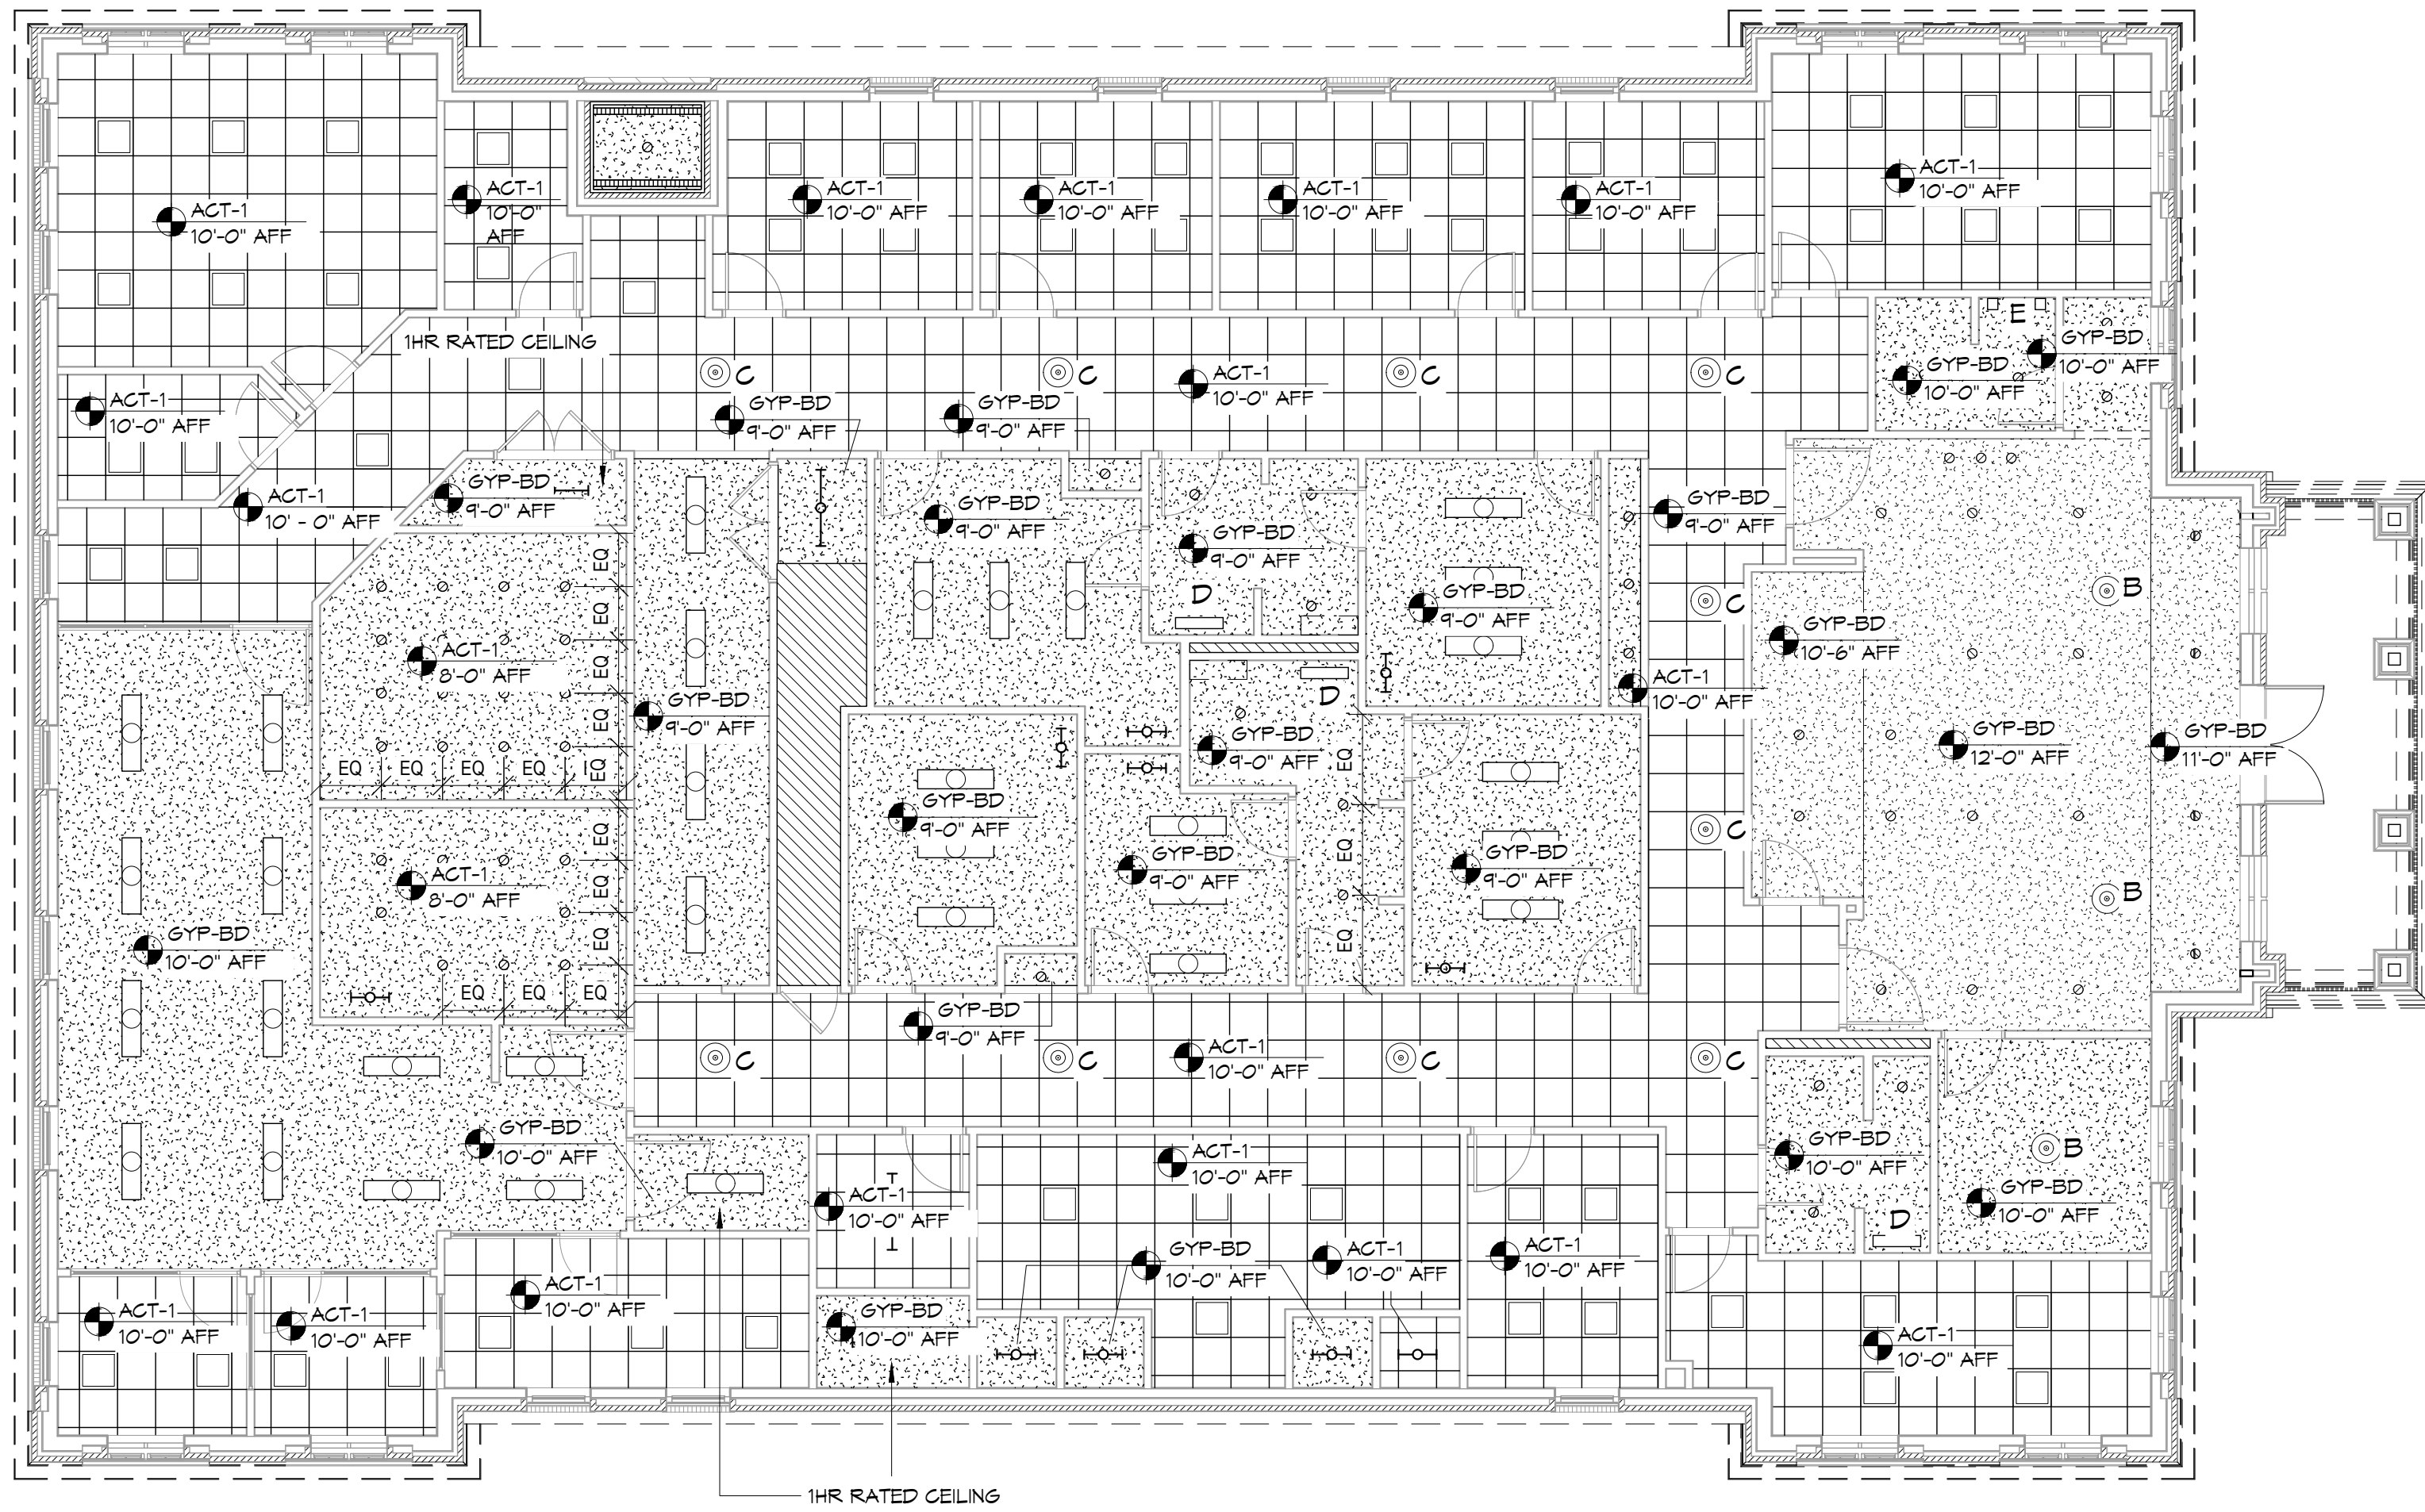 ACT-1
10'-0" AFF
ACT-1
10'-0"
AFF
ACT-1
10'-0" AFF
ACT-1
10'-0" AFF
ACT-1
10'-0" AFF
ACT-1
10'-0" AFF
ACT-1
10'-0" AFF
1HR RATED CEILING
E
GYP-BD
10'-0" AFF
GYP-BD
10'-0" AFF
C
C
C
C
ACT-1
10'-0" AFF
ACT-1
10'-0" AFF
GYP-BD
9'-0" AFF
GYP-BD
9'-0" AFF
ACT-1
10' - 0" AFF
GYP-BD
9'-0" AFF
GYP-BD
9'-0" AFF
GYP-BD
9'-0" AFF
GYP-BD
9'-0" AFF
EQ
EQ
EQ
EQ
EQ
D
GYP-BD
9'-0" AFF
C
B
GYP-BD
10'-6" AFF
ACT-1
8'-0" AFF
GYP-BD
9'-0" AFF
D
ACT-1
10'-0" AFF
GYP-BD
9'-0" AFF
GYP-BD
12'-0" AFF
GYP-BD
11'-0" AFF
EQ
EQ
EQ
EQ
EQ
EQ
EQ
GYP-BD
9'-0" AFF
C
GYP-BD
9'-0" AFF
GYP-BD
9'-0" AFF
ACT-1
8'-0" AFF
EQ
EQ
EQ
B
GYP-BD
10'-0" AFF
EQ
EQ
EQ
GYP-BD
9'-0" AFF
C
C
C
C
ACT-1
10'-0" AFF
GYP-BD
10'-0" AFF
ACT-1
10'-0" AFF
GYP-BD
10'-0" AFF
B
ACT-1
10'-0" AFF
GYP-BD
10'-0" AFF
D
GYP-BD
10'-0" AFF
ACT-1
10'-0" AFF
ACT-1
10'-0" AFF
ACT-1
10'-0" AFF
ACT-1
10'-0" AFF
ACT-1
10'-0" AFF
GYP-BD
10'-0" AFF
ACT-1
10'-0" AFF
1HR RATED CEILING